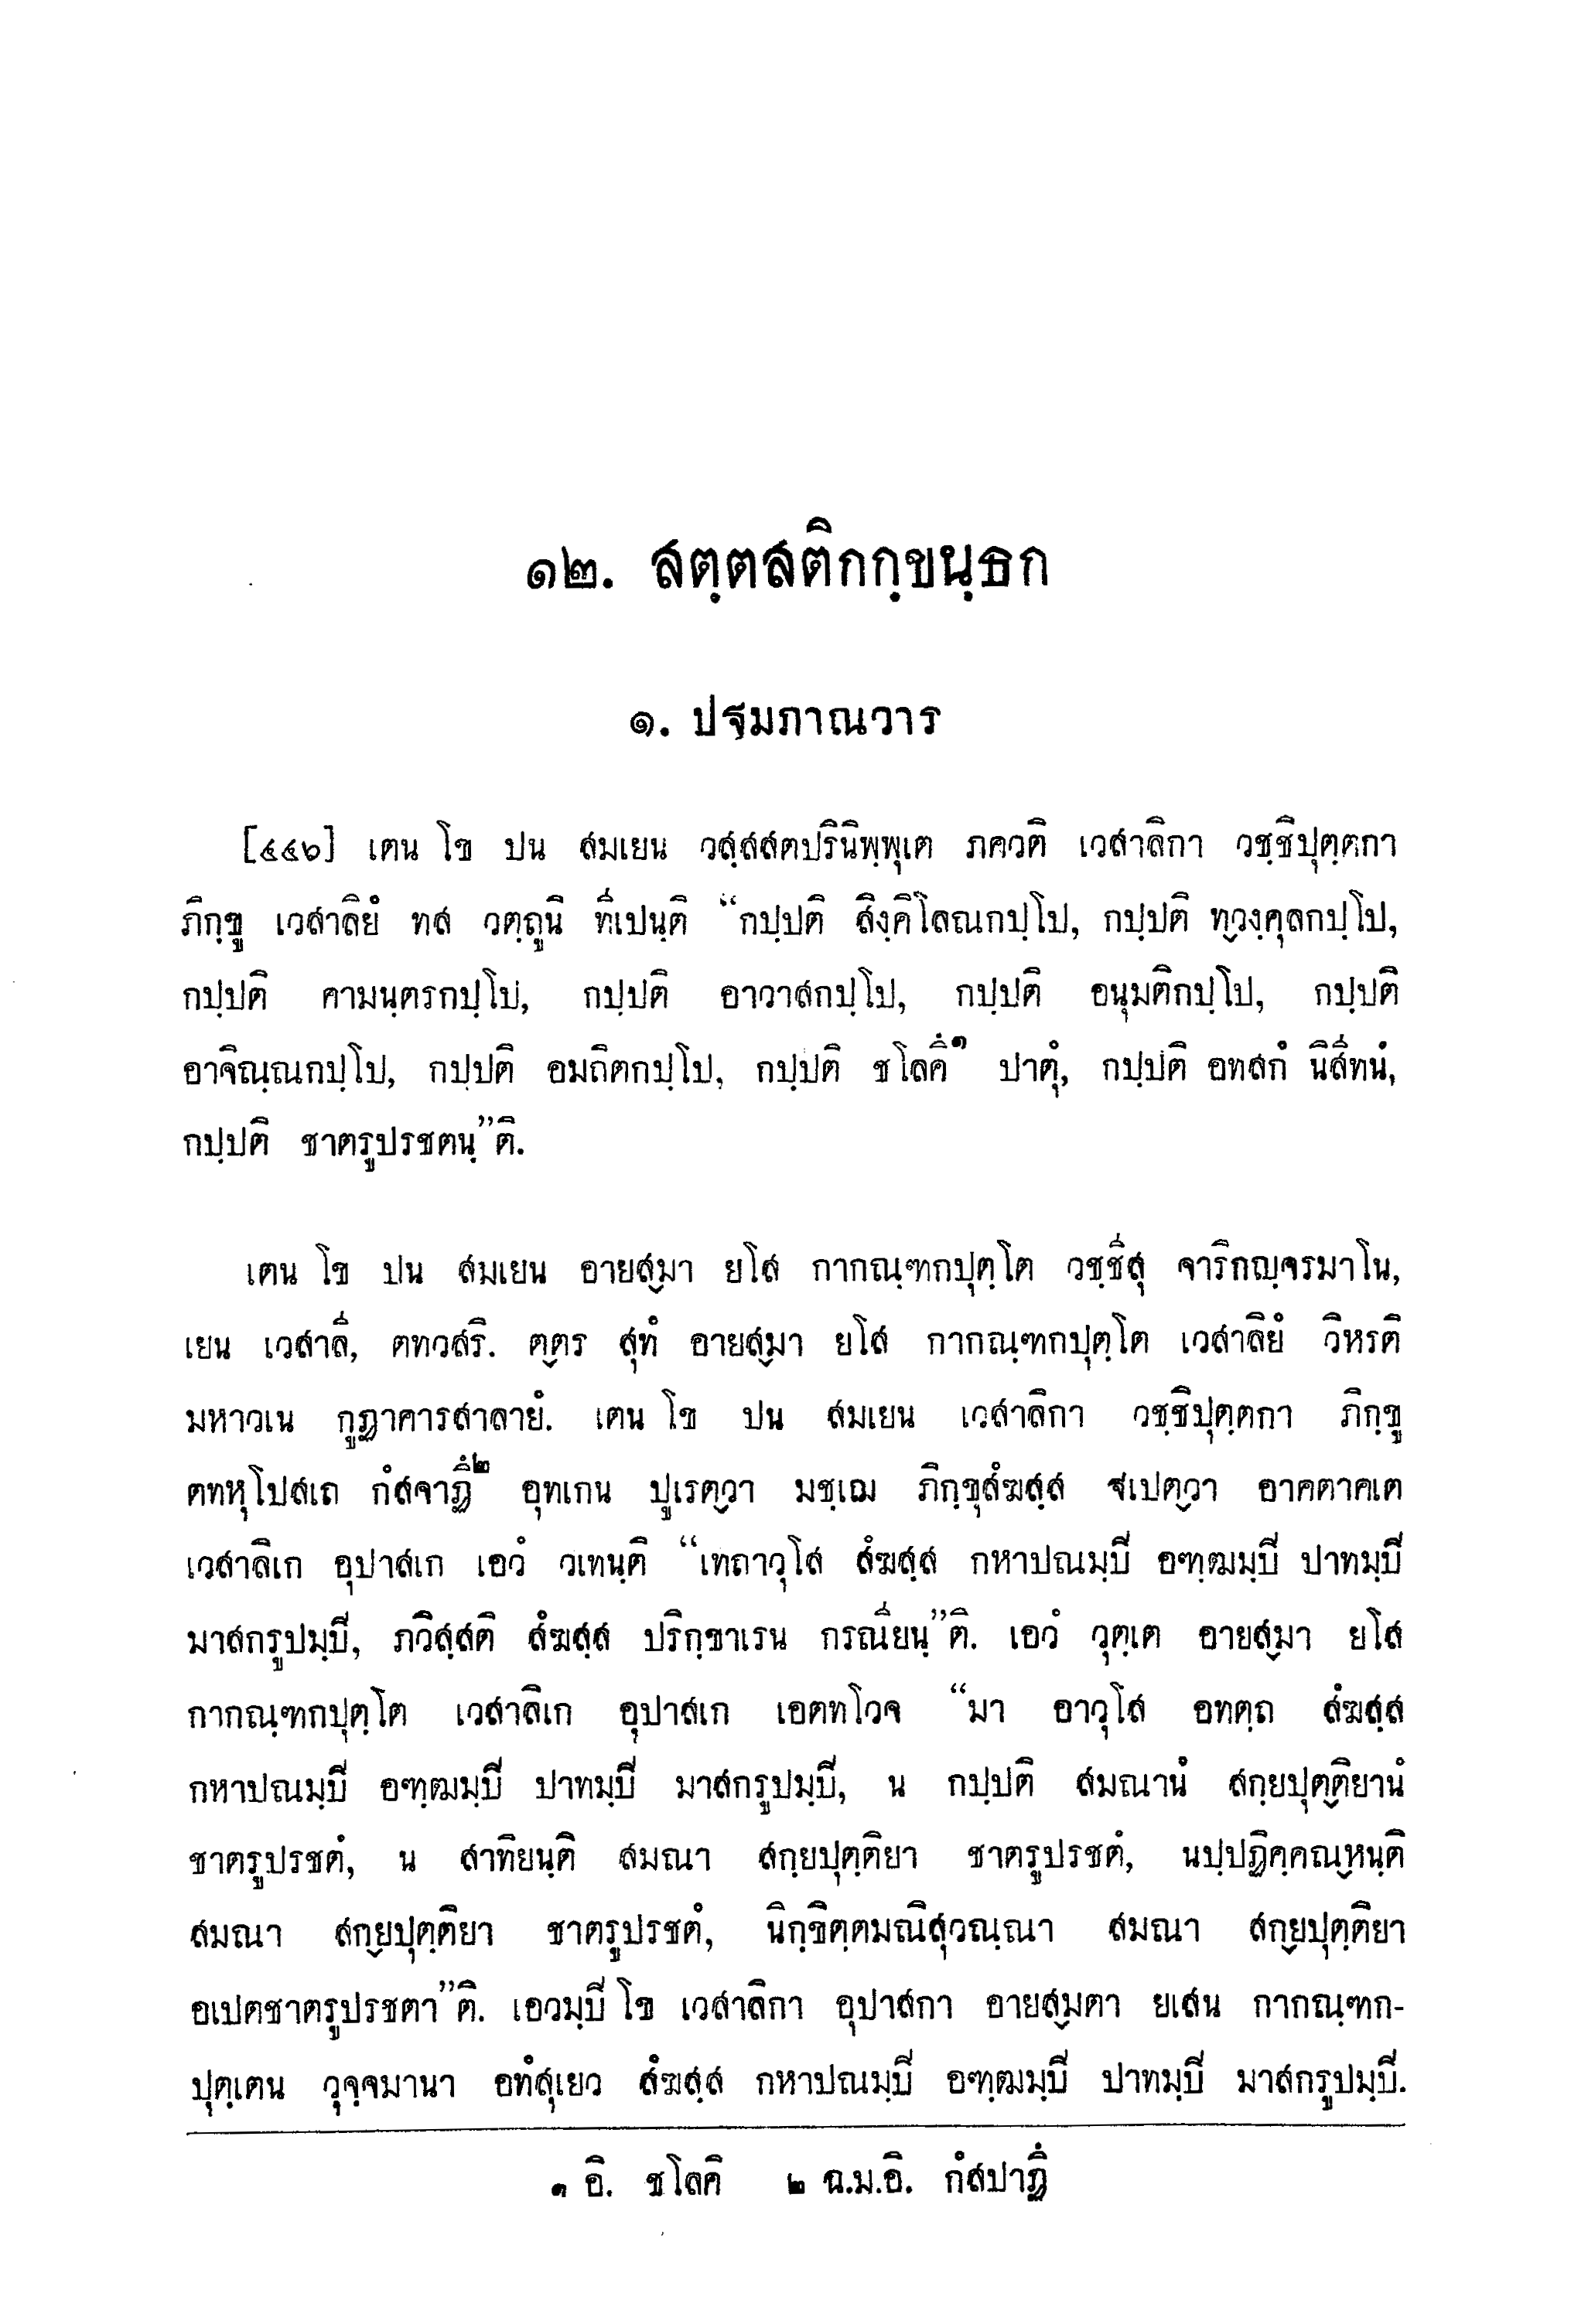 ๑๒. สตฺตสติกกฺขนฺธก
๑. ปฐมภาณวาร
[๔๔๖] เตน โข ปน สมเยน วสฺสสตปรินิพฺพุเต ภควติ เวสาลิกา วชฺชิปุตฺตกา
ภิกฺขู เวสาลิยํ ทส วตฺถูนิ ทีเปนฺติ “กปฺปติ สิงฺคิโลณกปฺโป, กปฺปติ ทฺวงฺคุลกปฺโป,
กปฺปติ คามนฺตรกปฺโป, กปฺปติ อาวาสกปฺโป, กปฺปติ อนุมติกปฺโป, กปฺปติ
อาจิณฺณกปฺโป, กปฺปติ อมถิตกปฺโป, กปฺปติ ชโลคึ๑ ปาตุํ, กปฺปติ อทสกํ นิสีทนํ,
กปฺปติ ชาตรูปรชตนฺ”ติ.
เตน โข ปน สมเยน อายสฺมา ยโส กากณฺฑกปุตฺโต วชฺชีสุ จาริกญฺจรมาโน,
เยน เวสาลี, ตทวสริ. ตตฺร สุทํ อายสฺมา ยโส กากณฺฑกปุตฺโต เวสาลิยํ วิหรติ
มหาวเน กูฏาคารสาลายํ. เตน โข ปน สมเยน เวสาลิกา วชฺชิปุตฺตกา ภิกฺขู
ตทหุโปสเถ กํสจาฏึ๒ อุทเกน ปูเรตฺวา มชฺเฌ ภิกฺขุสํฆสฺส ฐเปตฺวา อาคตาคเต
เวสาลิเก อุปาสเก เอวํ วเทนฺติ “เทถาวุโส สํฆสฺส กหาปณมฺปิ อฑฺฒมฺปิ ปาทมฺปิ
มาสกรูปมฺปิ, ภวิสฺสติ สํฆสฺส ปริกฺขาเรน กรณียนฺ”ติ. เอวํ วุตฺเต อายสฺมา ยโส
กากณฺฑกปุตฺโต เวสาลิเก อุปาสเก เอตทโวจ “มา อาวุโส อทตฺถ สํฆสฺส
กหาปณมฺปิ อฑฺฒมฺปิ ปาทมฺปิ มาสกรูปมฺปิ, น กปฺปติ สมณานํ สกฺยปุตฺติยานํ
ชาตรูปรชตํ, น สาทิยนฺติ สมณา สกฺยปุตฺติยา ชาตรูปรชตํ, นปฺปฏิคฺคณฺหนฺติ
สมณา สกฺยปุตฺติยา ชาตรูปรชตํ, นิกฺขิตฺตมณิสุวณฺณา สมณา สกฺยปุตฺติยา
อเปตชาตรูปรชตา”ติ. เอวมฺปิ โข เวสาลิกา อุปาสกา อายสฺมตา ยเสน กากณฺฑก-
ปุตฺเตน วุจฺจมานา อทํสุเยว สํฆสฺส กหาปณมฺปิ อฑฺฒมฺปิ ปาทมฺปิ มาสกรูปมฺปิ.
๑ อิ. ชโลคิ ๒ ฉ.ม.อิ. กํสปาฏึ